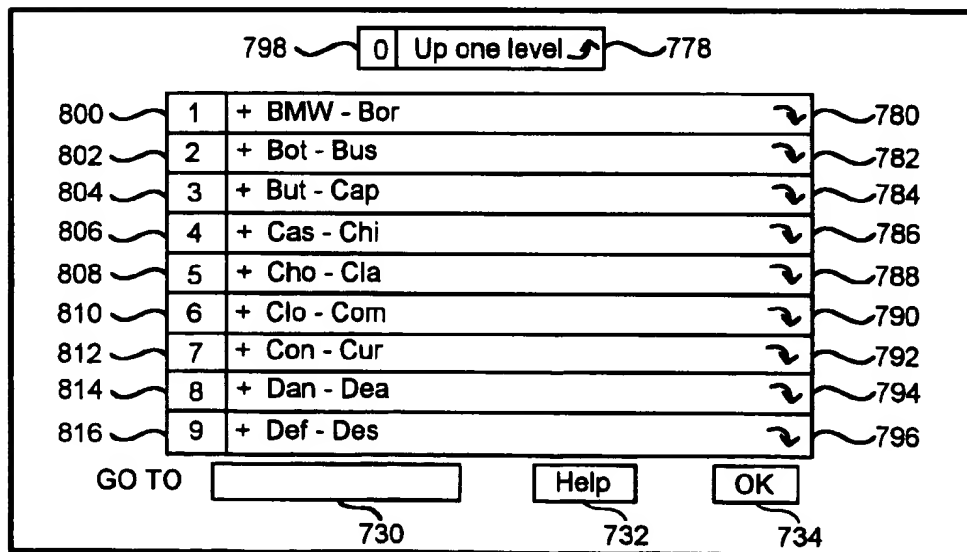 798 0 Up one level 778
800 1 + BMW - Bor 780
802 2 + Bot - Bus 782
804 3 + But - Cap 784
806 4 + Cas - Chi 786
808 5 + Cho - Cla 788
810 6 + Clo - Com 790
812 7 + Con - Cur 792
814 8 + Dan - Dea 794
816 9 + Def - Des 796
GO TO Help OK
730 732 734